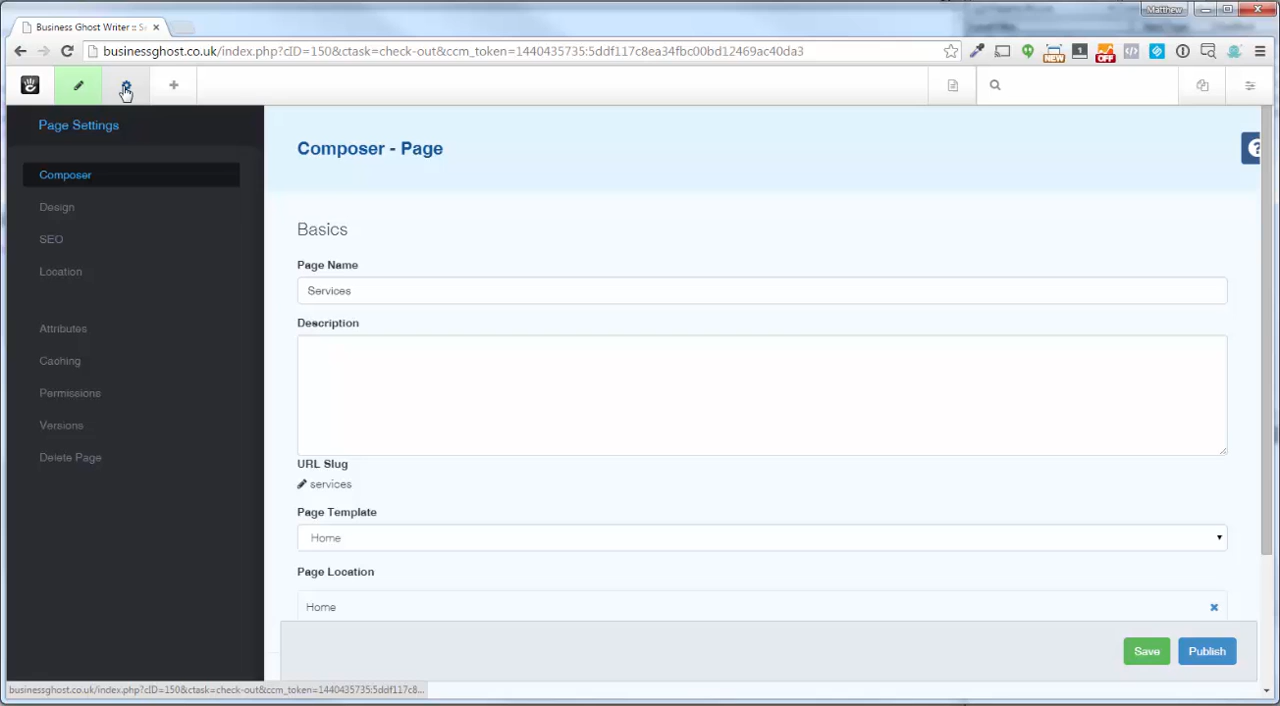 Matthew
Business Ghost Writer :: S
businessghost.co.uk/index.php?cID=150&ctask=check-out&ccm_token=1440435735:5ddf117c8ea34fbc00bd12469ac40da3
NEW
1
OFF
Page Settings
Composer
Design
SEO
Location
Attributes
Caching
Permissions
Versions
Delete Page
Composer - Page
?
Basics
Page Name
Services
Description
URL Slug
services
Page Template
Home
Page Location
Home
Save
Publish
businessghost.co.uk/index.php?cID=150&ctask=check-out&ccm_token=1440435735:5ddf117c8...